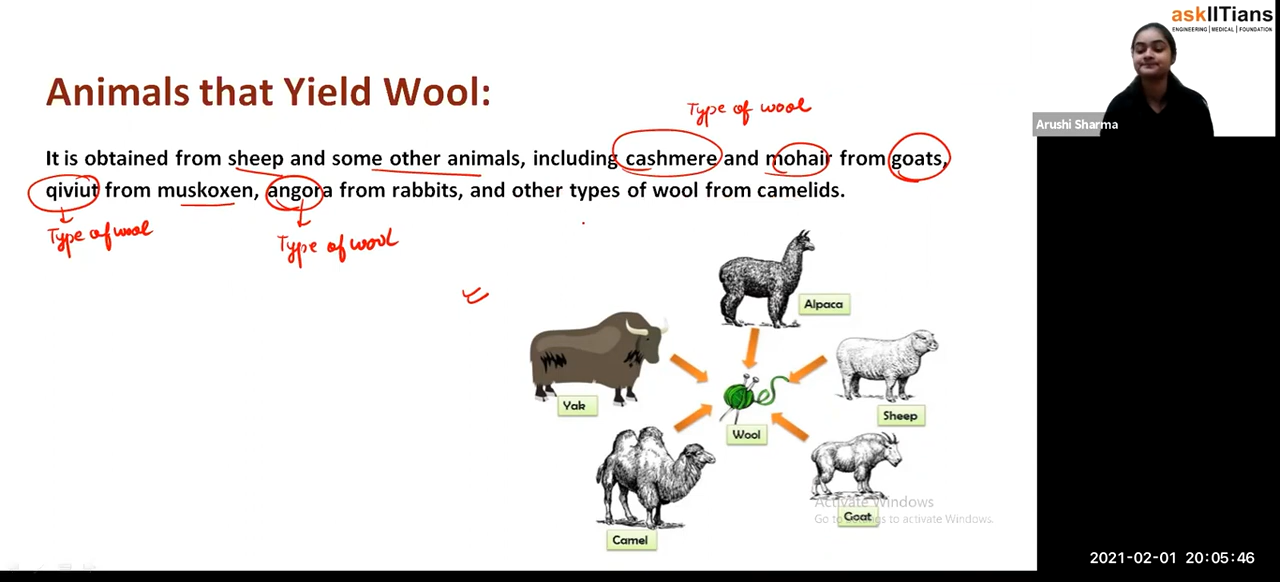 askIITians
ENGINEERING | MEDICAL | FOUNDATION
Arushi Sharma
Animals that Yield Wool:
Type of wool
It is obtained from sheep and some other animals, including cashmere and mohair from goats,
qiviut from muskoxen, angora from rabbits, and other types of wool from camelids.
Type of wool
Type of wool
Alpaca
Yak
Sheep
Wool
Goat
Camel
Activate Windows
Go to Settings to activate Windows.
2021-02-01 20:05:46